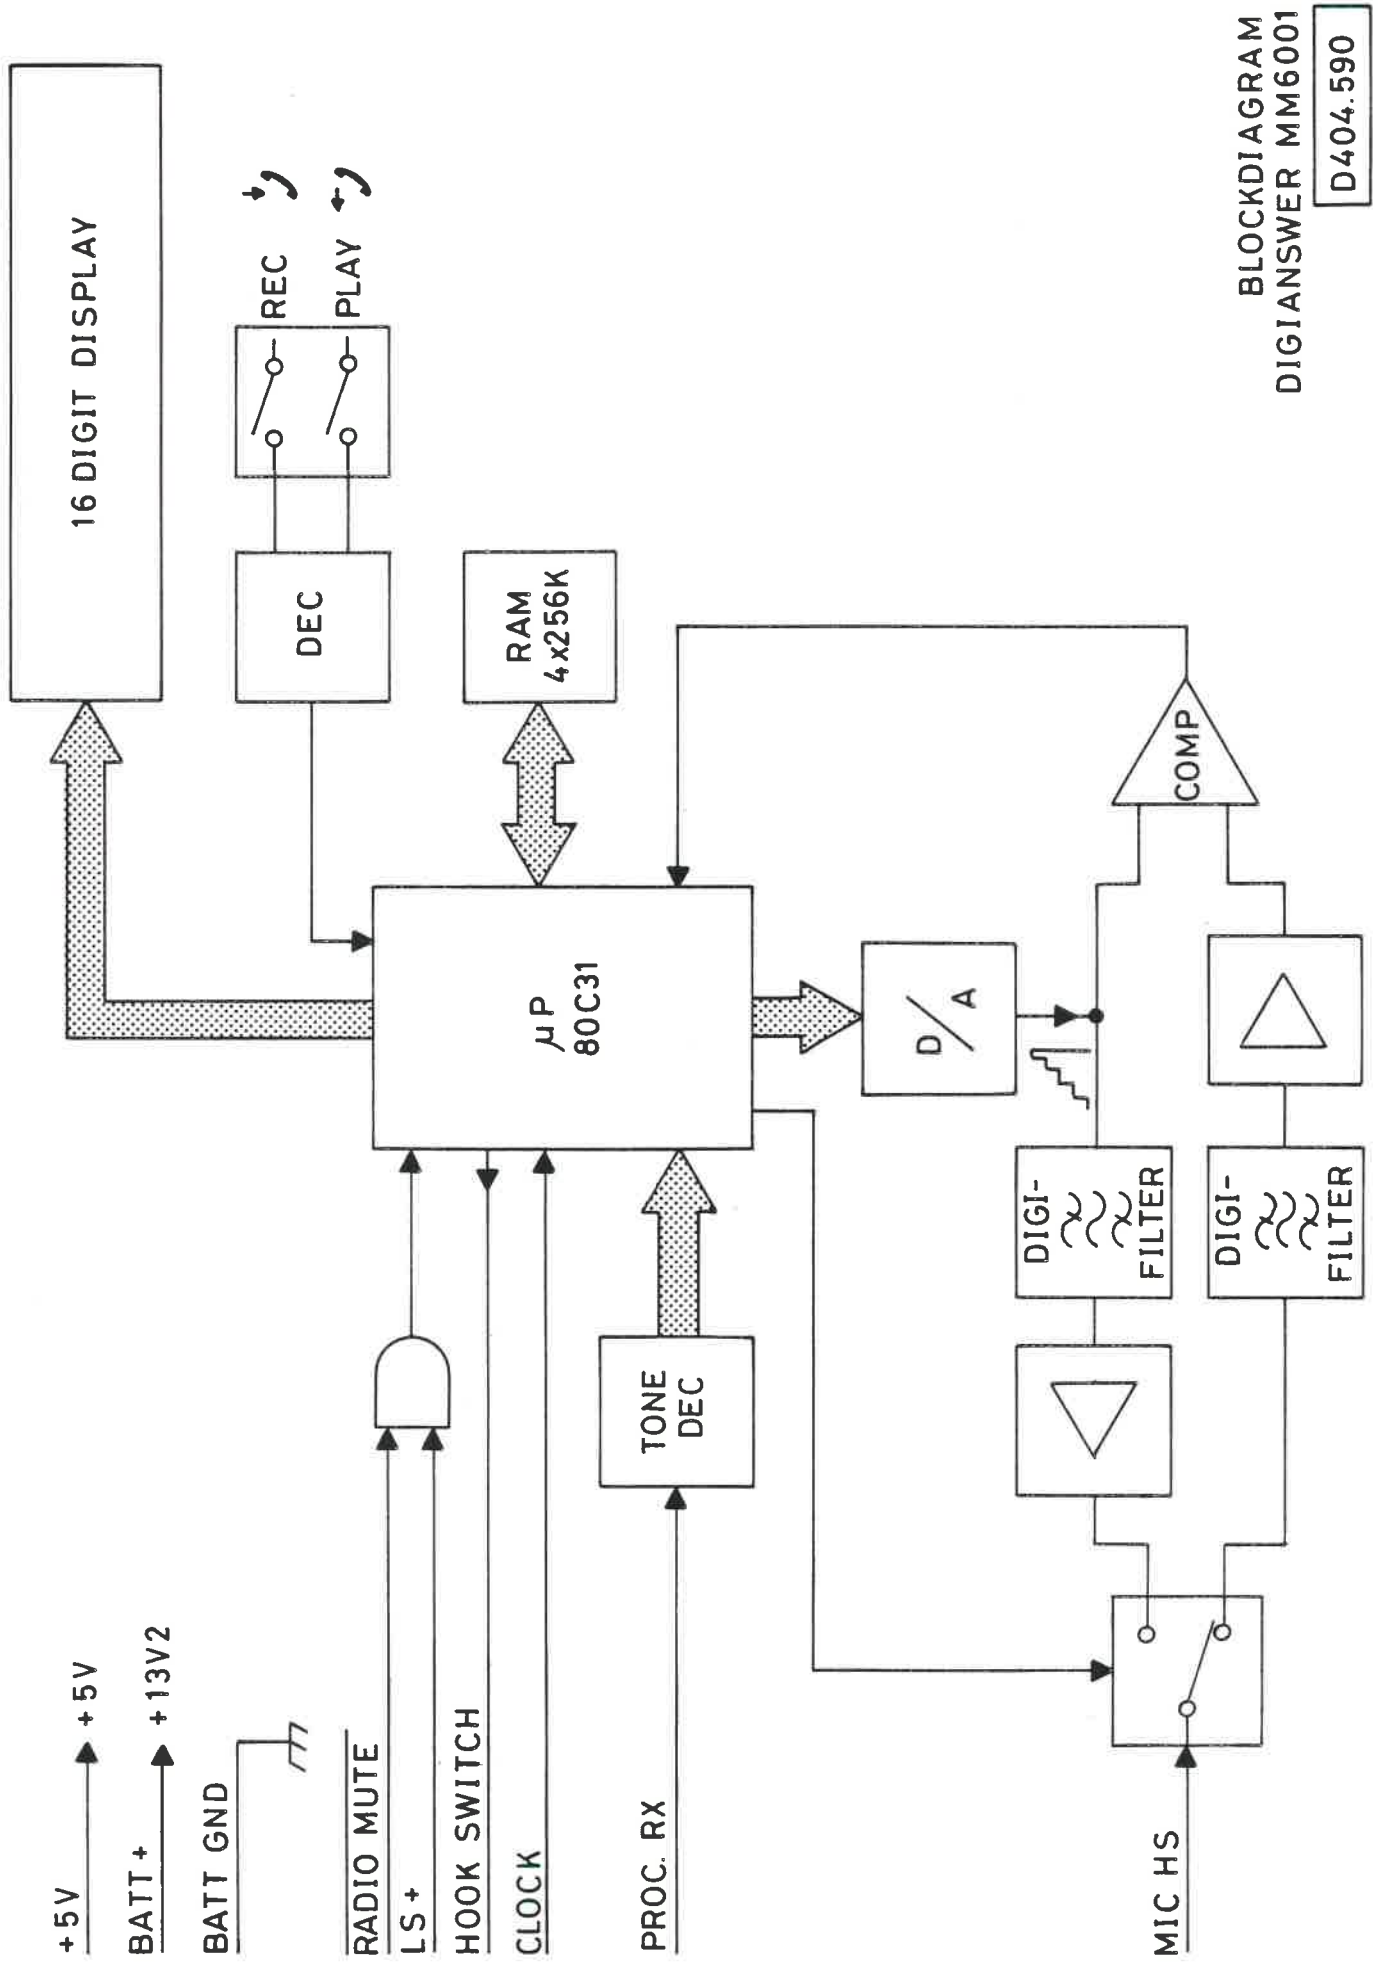 16 DIGIT DISPLAY
REC
PLAY
DEC
RAM
4x256K
µP
80C31
COMP
D/A
TONE
DEC
DIGI-
FILTER
DIGI-
FILTER
+5V
+5V
BATT+
+13V2
BATT GND
RADIO MUTE
LS+
HOOK SWITCH
CLOCK
PROC. RX
MIC HS
BLOCKDIAGRAM
DIGIANSWER MM6001
D404.590